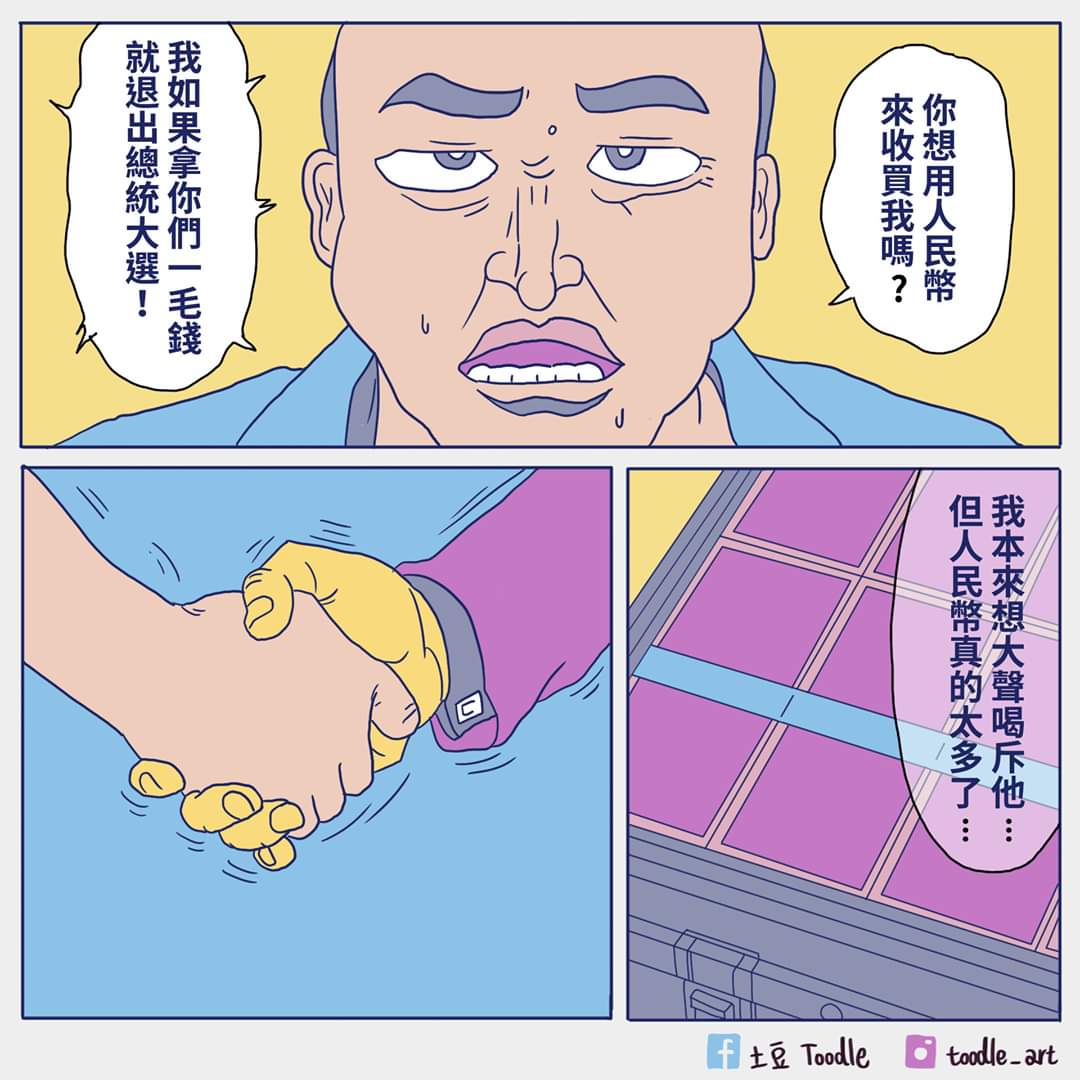 你想用人民幣
來收買我嗎？
我如果拿你們一毛錢
就退出總統大選！
我本來想大聲喝斥他…
但人民幣真的太多了…
土豆 Toodle
toodle_art